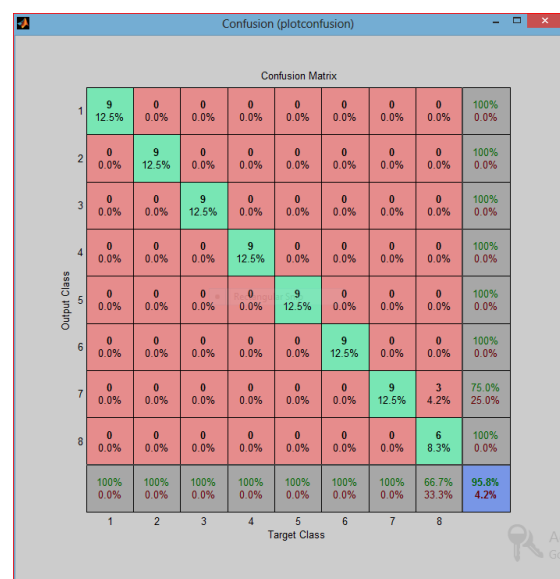 Confusion (plotconfusion)
Confusion Matrix
1 9 0 0 0 0 0 0 0 100%
12.5% 0.0% 0.0% 0.0% 0.0% 0.0% 0.0% 0.0% 0.0%
2 0 9 0 0 0 0 0 0 100%
0.0% 12.5% 0.0% 0.0% 0.0% 0.0% 0.0% 0.0% 0.0%
3 0 0 9 0 0 0 0 0 100%
0.0% 0.0% 12.5% 0.0% 0.0% 0.0% 0.0% 0.0% 0.0%
4 0 0 0 9 0 0 0 0 100%
0.0% 0.0% 0.0% 12.5% 0.0% 0.0% 0.0% 0.0% 0.0%
5 0 0 0 0 9 0 0 0 100%
0.0% 0.0% 0.0% 0.0% 12.5% 0.0% 0.0% 0.0% 0.0%
6 0 0 0 0 0 9 0 0 100%
0.0% 0.0% 0.0% 0.0% 0.0% 12.5% 0.0% 0.0% 0.0%
7 0 0 0 0 0 0 9 3 75.0%
0.0% 0.0% 0.0% 0.0% 0.0% 0.0% 12.5% 4.2% 25.0%
8 0 0 0 0 0 0 0 6 100%
0.0% 0.0% 0.0% 0.0% 0.0% 0.0% 0.0% 8.3% 0.0%
100% 100% 100% 100% 100% 100% 100% 66.7% 95.8%
0.0% 0.0% 0.0% 0.0% 0.0% 0.0% 0.0% 33.3% 4.2%
1 2 3 4 5 6 7 8
Target Class
Output Class